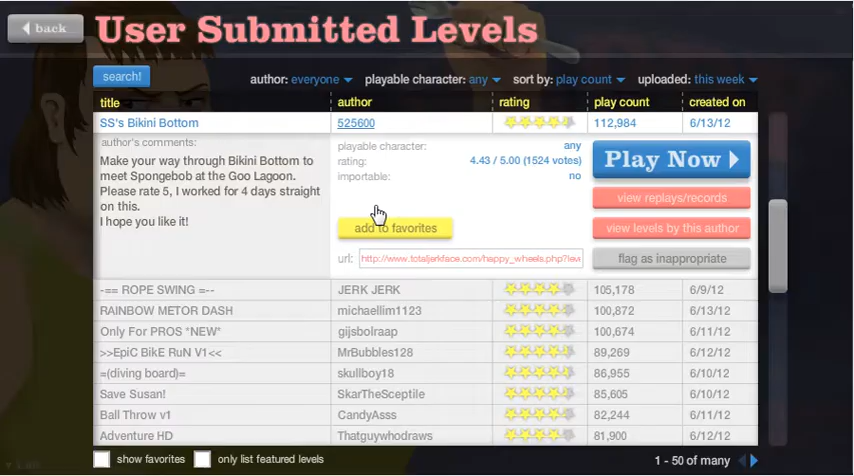 back
User Submitted Levels
search!
author: everyone playable character: any sort by: play count uploaded: this week
title author rating play count created on
SS's Bikini Bottom 525600 112,984 6/13/12
author's comments:
Make your way through Bikini Bottom to
meet Spongebob at the Goo Lagoon.
Please rate 5, I worked for 4 days straight
on this.
I hope you like it!
playable character: any
rating: 4.43 / 5.00 (1524 votes)
importable: no
add to favorites
url: http://www.totaljerkface.com/happy_wheels.php?leve
Play Now
view replays/records
view levels by this author
flag as inappropriate
-== ROPE SWING =-- JERK JERK 105,178 6/9/12
RAINBOW METOR DASH michaellim1123 100,872 6/13/12
Only For PROS *NEW* gijsbolraap 100,674 6/11/12
>>EpiC BikE RuN V1<< MrBubbles128 89,269 6/12/12
=(diving board)= skullboy18 86,955 6/10/12
Save Susan! SkarTheSceptile 85,605 6/10/12
Ball Throw v1 CandyAsss 82,244 6/11/12
Adventure HD Thatguywhodraws 81,900 6/12/12
show favorites only list featured levels 1 - 50 of many